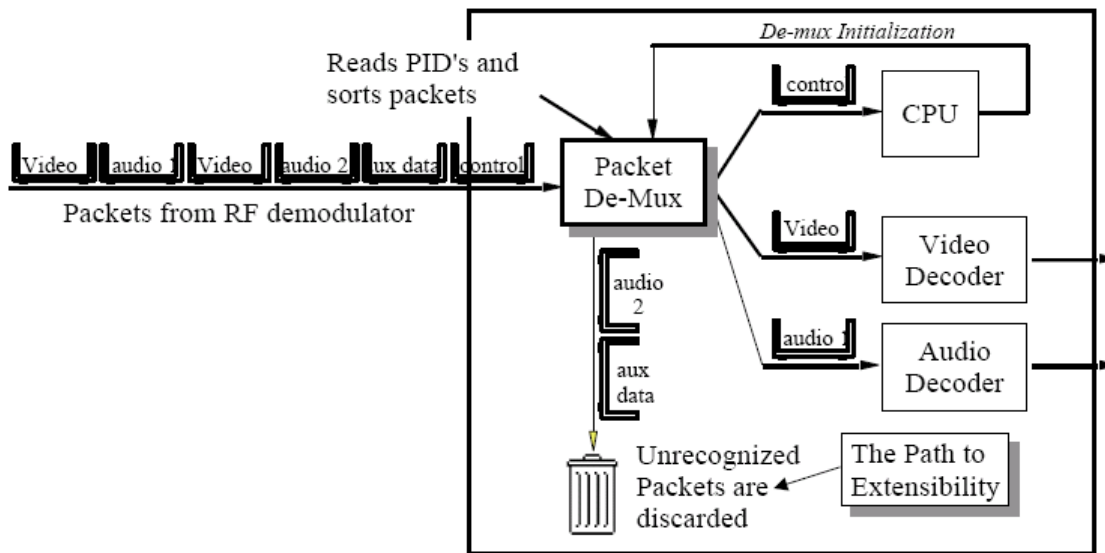 De-mux Initialization
Reads PID's and
sorts packets
contro
CPU
Video
audio 1
Video
audio 2
aux data
control
Packet
De-Mux
Packets from RF demodulator
Video
Video
Decoder
audio
2
audio 1
Audio
Decoder
aux
data
Unrecognized
Packets are
discarded
The Path to
Extensibility